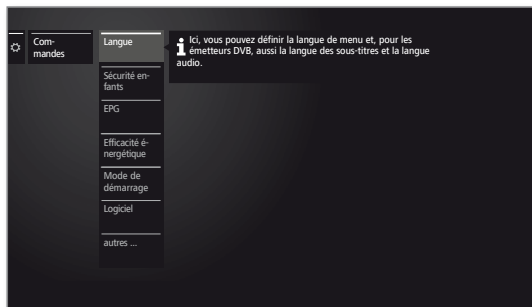 Com-
mandes
Langue
Sécurité en-
fants
EPG
Efficacité é-
nergétique
Mode de
démarrage
Logiciel
autres ...
Ici, vous pouvez définir la langue de menu et, pour les
émetteurs DVB, aussi la langue des sous-titres et la langue
audio.